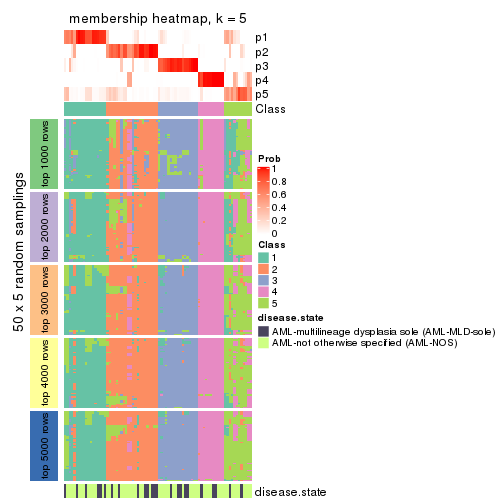 membership heatmap, k = 5
p1
p2
p3
p4
p5
Class
50 x 5 random samplings
top 1000 rows
top 2000 rows
top 3000 rows
top 4000 rows
top 5000 rows
Prob
1
0.8
0.6
0.4
0.2
0
Class
1
2
3
4
5
disease.state
AML-multilineage dysplasia sole (AML-MLD-sole)
AML-not otherwise specified (AML-NOS)
disease.state